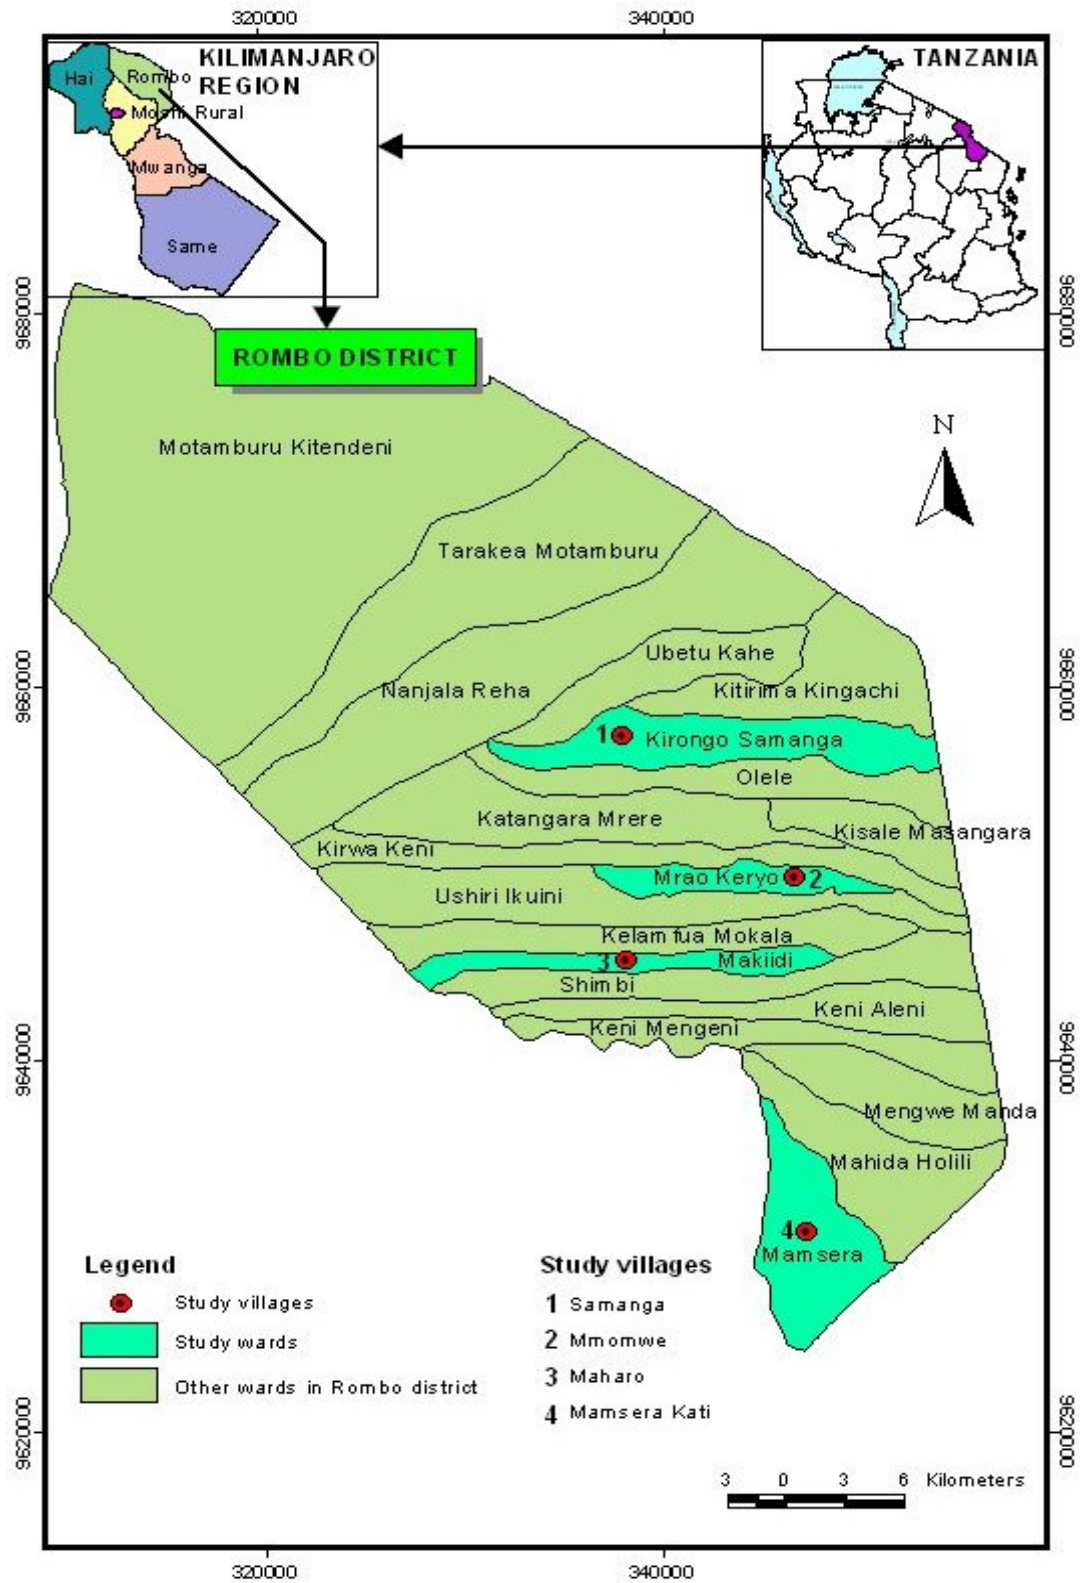 320000
340000
KILIMANJARO
REGION
Hai
Rombo
Moshi Rural
Mwanga
Same
TANZANIA
9680000
9680000
ROMBO DISTRICT
N
Motamburu Kitendeni
Tarakea Motamburu
Ubetu Kahe
Nanjala Reha
Kitirima Kingachi
9660000
9660000
1
Kirongo Samanga
Olele
Katangara Mrere
Kisale Masangara
Kirwa Keni
Mrao Keryo
2
Ushiri Ikuini
Kelamfua Mokala
3
Makiidi
Shimbi
Keni Aleni
Keni Mengeni
9640000
9640000
Mengwe Manda
Mahida Holili
4
Mamsera
Legend
Study villages
Study wards
Other wards in Rombo district
Study villages
1 Samanga
2 Mmomwe
3 Maharo
4 Mamsera Kati
9620000
9620000
3 0 3 6 Kilometers
320000
340000